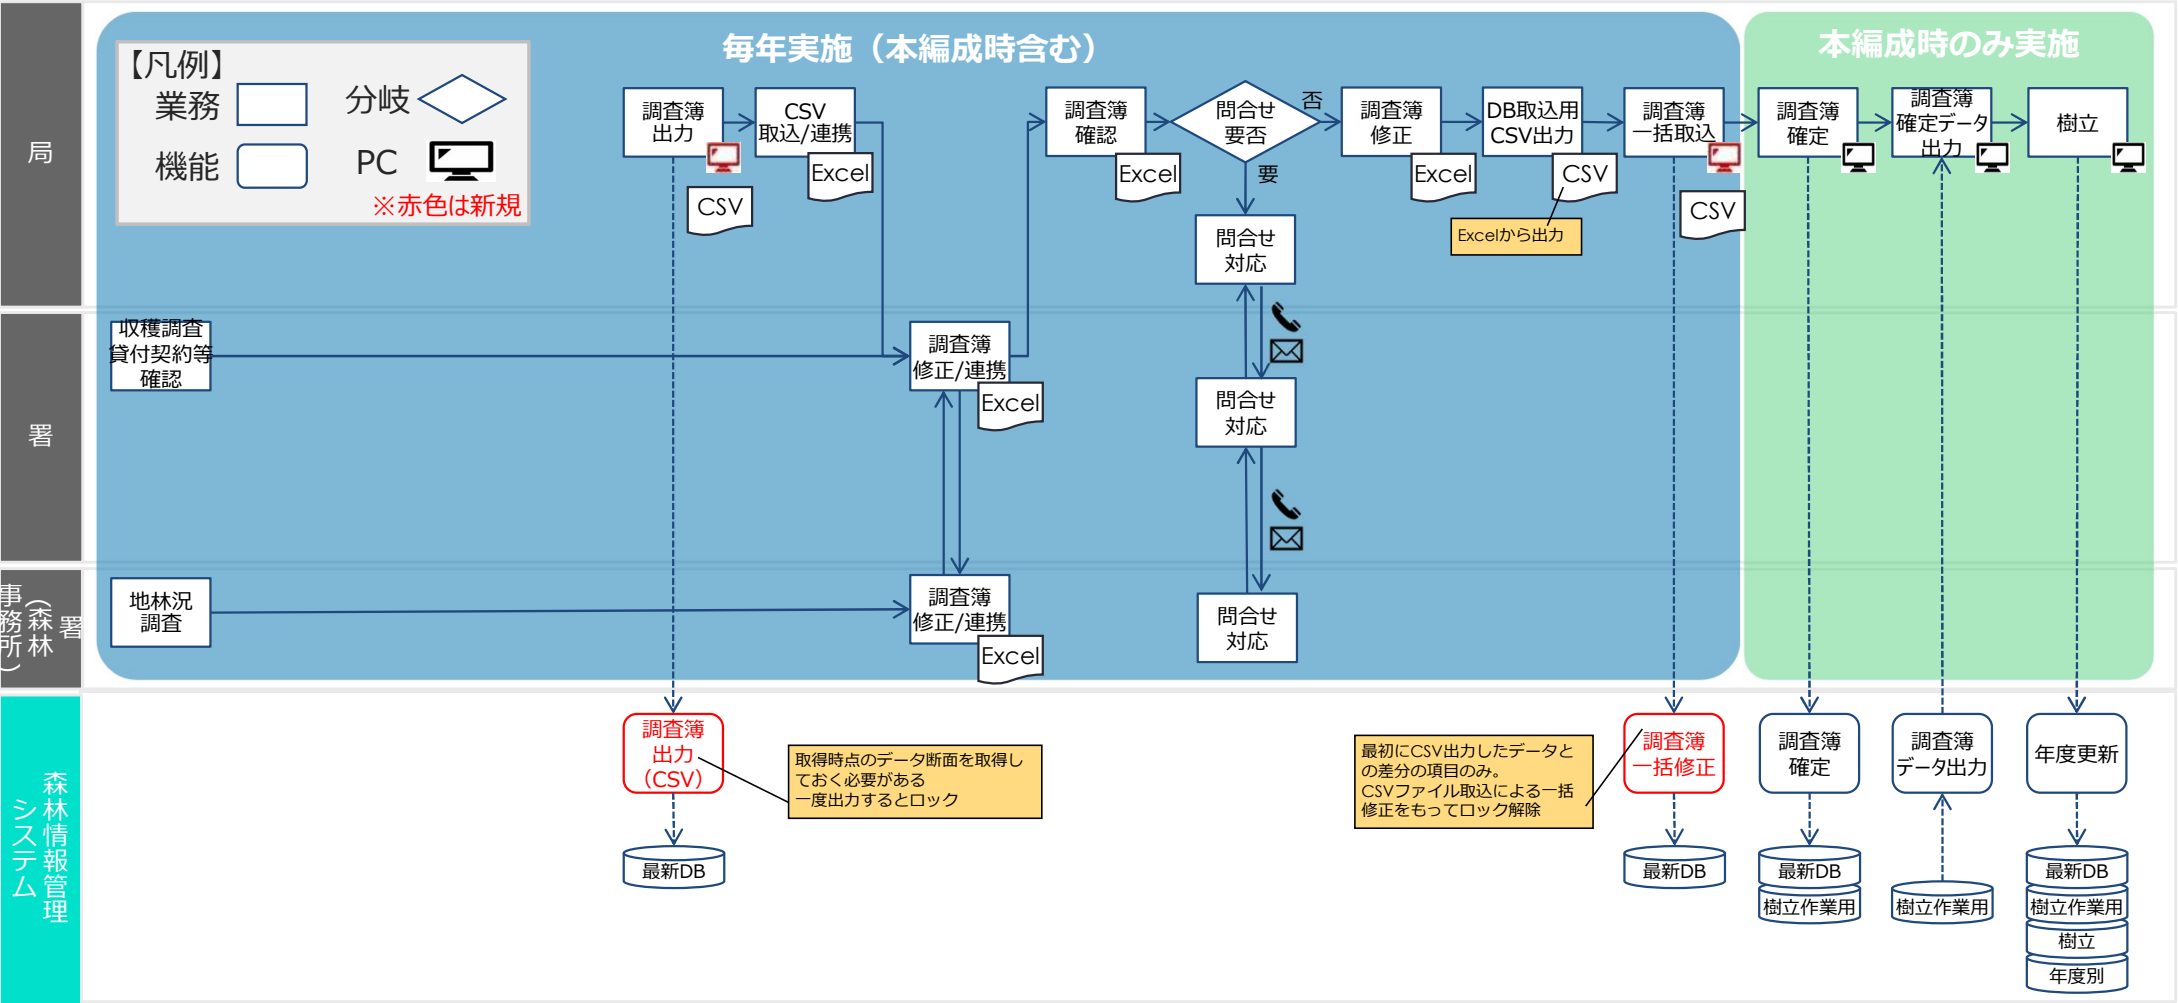 毎年実施（本編成時含む）
本編成時のみ実施
【凡例】
業務
分岐
機能
PC
※赤色は新規
局
調査簿
出力
CSV
CSV
取込/連携
Excel
調査簿
確認
Excel
問合せ
要否
否
要
調査簿
修正
Excel
DB取込用
CSV出力
CSV
Excelから出力
調査簿
一括取込
CSV
調査簿
確定
調査簿
確定データ
出力
樹立
問合せ
対応
署
収穫調査
貸付契約等
確認
調査簿
修正/連携
Excel
問合せ
対応
署
（森林
事務所）
地林況
調査
調査簿
修正/連携
Excel
問合せ
対応
森林情報管理
システム
調査簿
出力
（CSV）
取得時点のデータ断面を取得し
ておく必要がある
一度出力するとロック
最新DB
最初にCSV出力したデータと
の差分の項目のみ。
CSVファイル取込による一括
修正をもってロック解除
調査簿
一括修正
最新DB
調査簿
確定
最新DB
樹立作業用
調査簿
データ出力
樹立作業用
年度更新
最新DB
樹立作業用
樹立
年度別